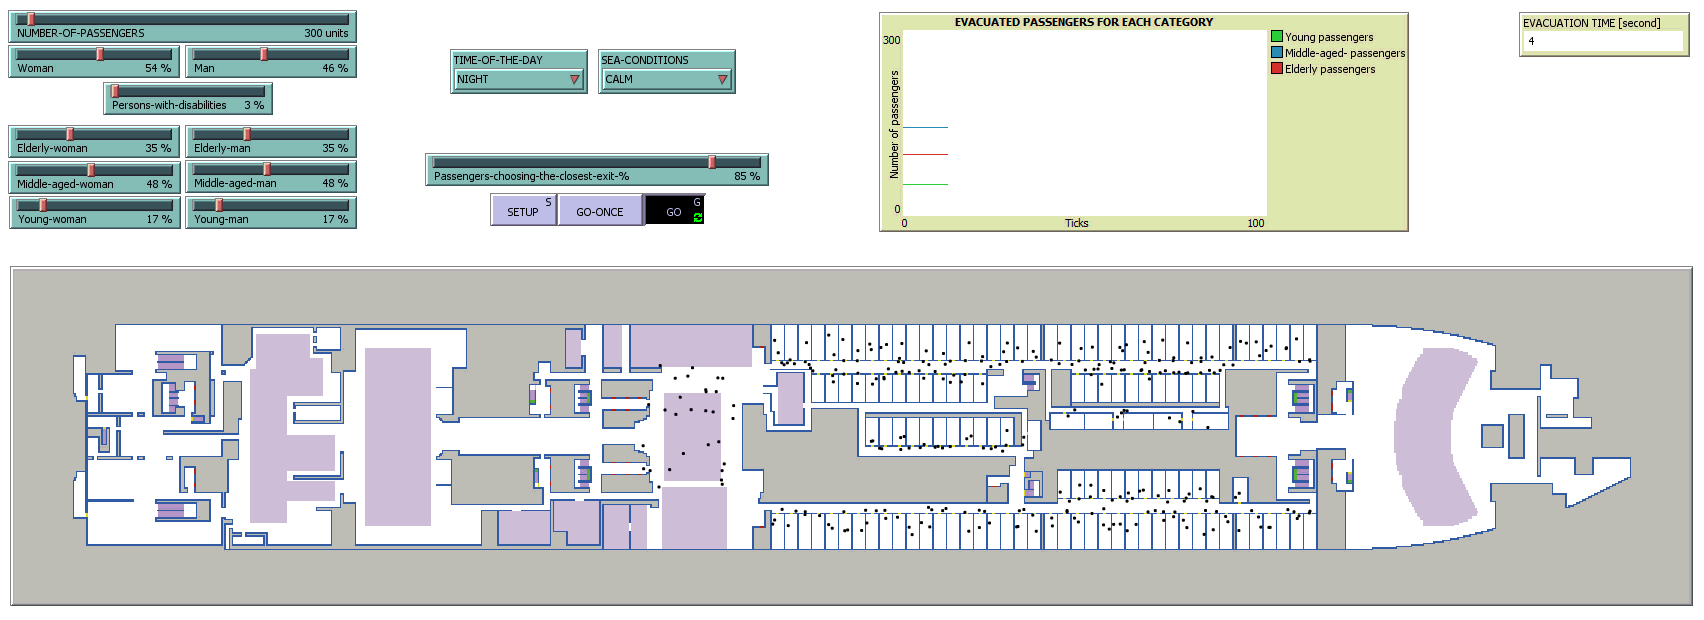 NUMBER-OF-PASSENGERS 300 units
Woman 54 %
Man 46 %
Persons-with-disabilities 3 %
Elderly-woman 35 %
Elderly-man 35 %
Middle-aged-woman 48 %
Middle-aged-man 48 %
Young-woman 17 %
Young-man 17 %
TIME-OF-THE-DAY
NIGHT
SEA-CONDITIONS
CALM
Passengers-choosing-the-closest-exit-% 85 %
SETUP S
GO-ONCE
GO G
EVACUATED PASSENGERS FOR EACH CATEGORY
300
Number of passengers
0
0 Ticks 100
Young passengers
Middle-aged- passengers
Elderly passengers
EVACUATION TIME [second]
4